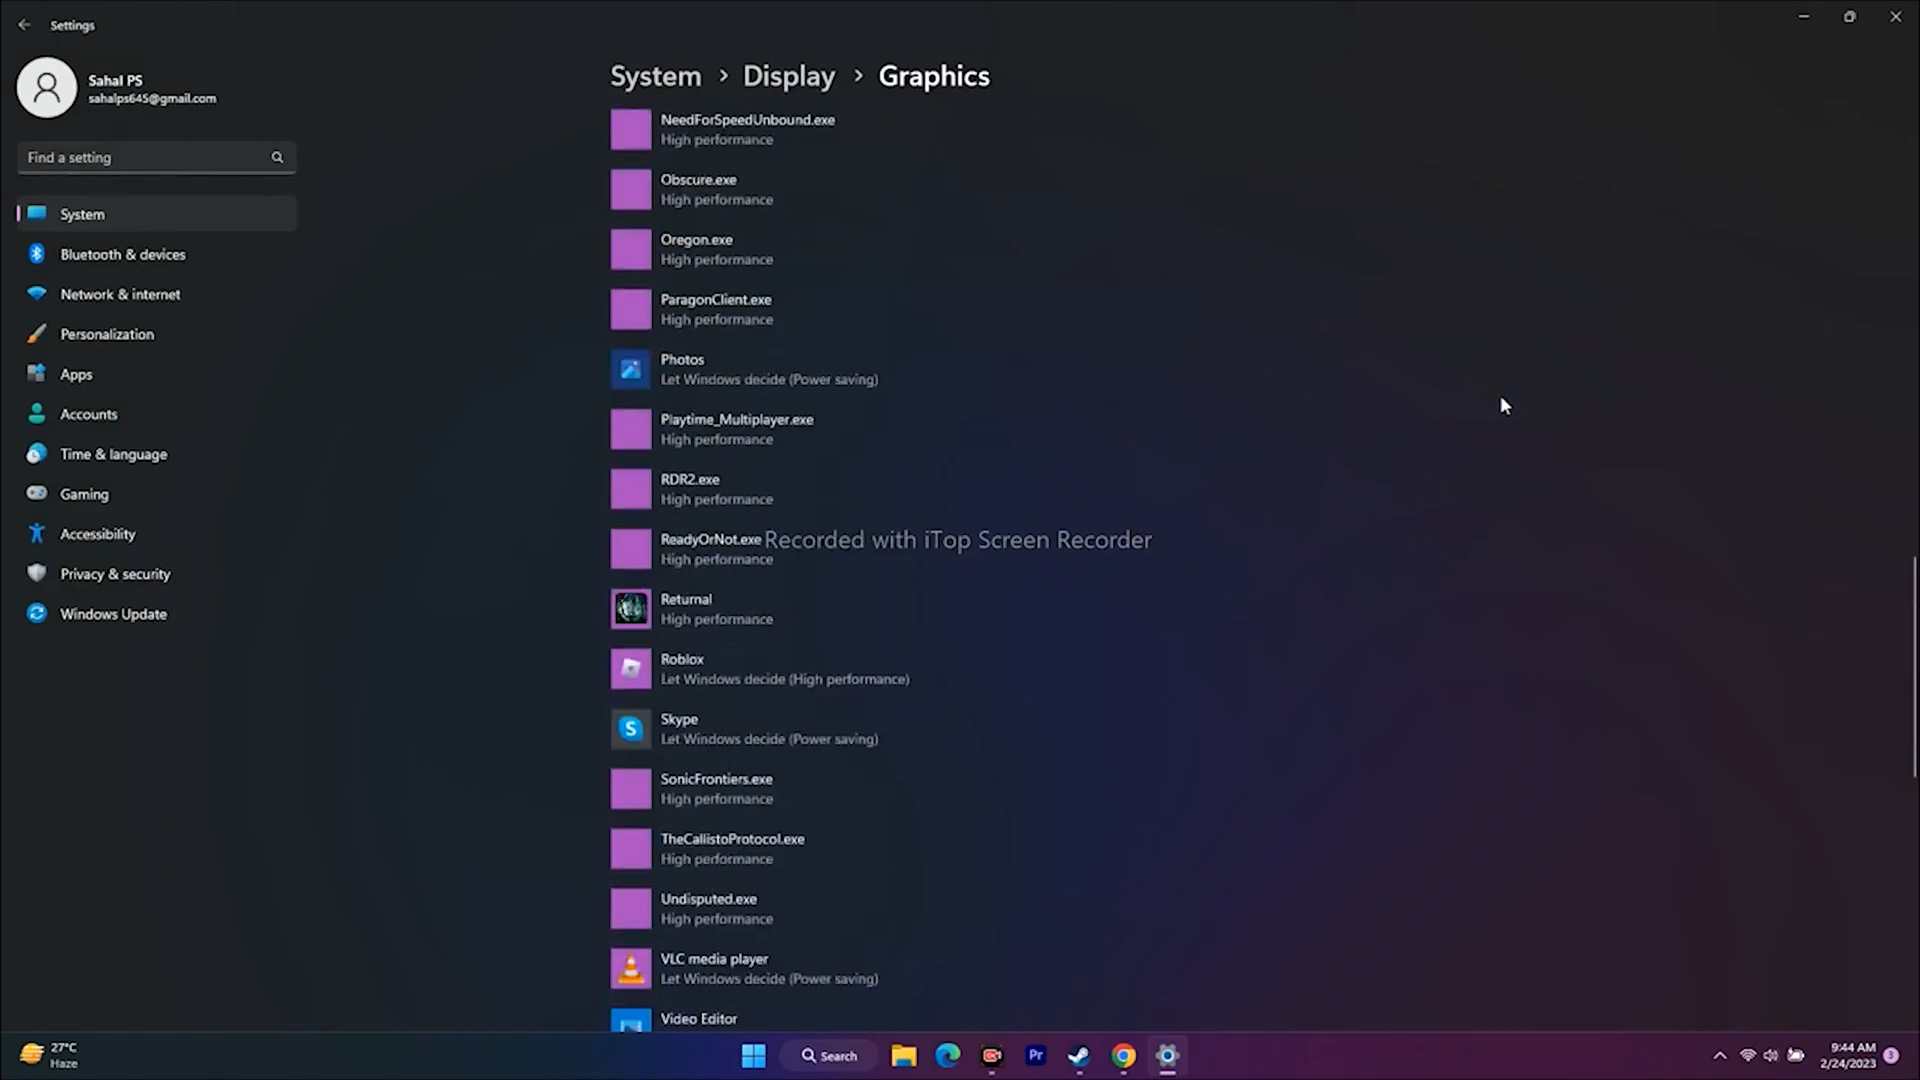 Settings
Sahal PS
sahalps645@gmail.com
Find a setting
System
Bluetooth & devices
Network & internet
Personalization
Apps
Accounts
Time & language
Gaming
Accessibility
Privacy & security
Windows Update
System > Display > Graphics
NeedForSpeedUnbound.exe
High performance
Obscure.exe
High performance
Oregon.exe
High performance
ParagonClient.exe
High performance
Photos
Let Windows decide (Power saving)
Playtime_Multiplayer.exe
High performance
RDR2.exe
High performance
ReadyOrNot.exe
Recorded with iTop Screen Recorder
High performance
Returnal
High performance
Roblox
Let Windows decide (High performance)
Skype
Let Windows decide (Power saving)
SonicFrontiers.exe
High performance
TheCallistoProtocol.exe
High performance
Undisputed.exe
High performance
VLC media player
Let Windows decide (Power saving)
Video Editor
27°C
Haze
Search
Pr
9:44 AM
2/24/2023
3